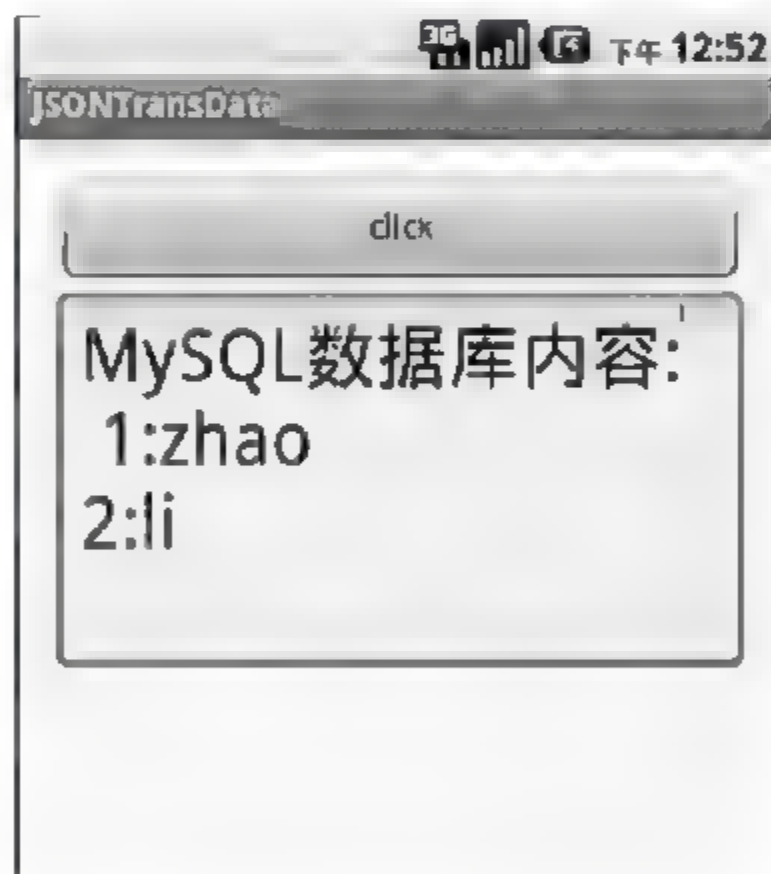 3G 下午 12:52
JSONTransData
click
MySQL数据库内容:
1:zhao
2:li